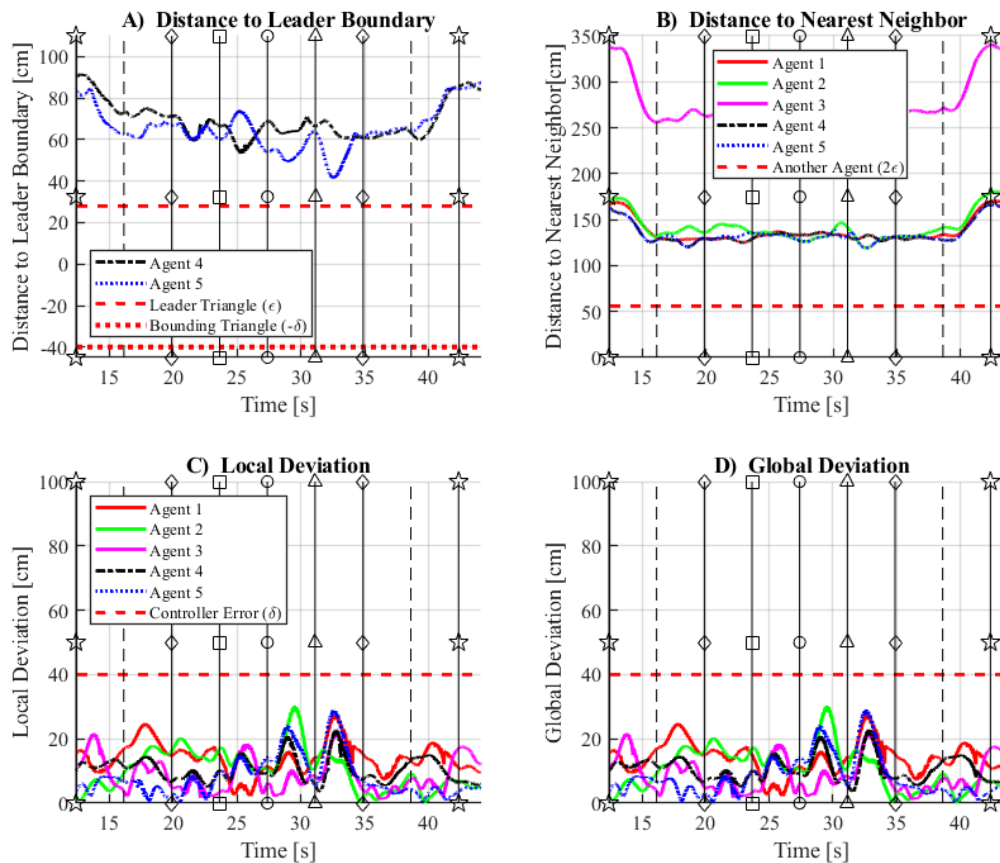 A) Distance to Leader Boundary
Distance to Leader Boundary [cm]
100
80
60
40
20
0
-20
-40
Agent 4
Agent 5
Leader Triangle (ϵ)
Bounding Triangle (-δ)
15 20 25 30 35 40
Time [s]
B) Distance to Nearest Neighbor
Distance to Nearest Neighbor[cm]
350
300
250
200
150
100
50
0
Agent 1
Agent 2
Agent 3
Agent 4
Agent 5
Another Agent (2ϵ)
15 20 25 30 35 40
Time [s]
C) Local Deviation
Local Deviation [cm]
100
80
60
40
20
0
Agent 1
Agent 2
Agent 3
Agent 4
Agent 5
Controller Error (δ)
15 20 25 30 35 40
Time [s]
D) Global Deviation
Global Deviation [cm]
100
80
60
40
20
0
15 20 25 30 35 40
Time [s]